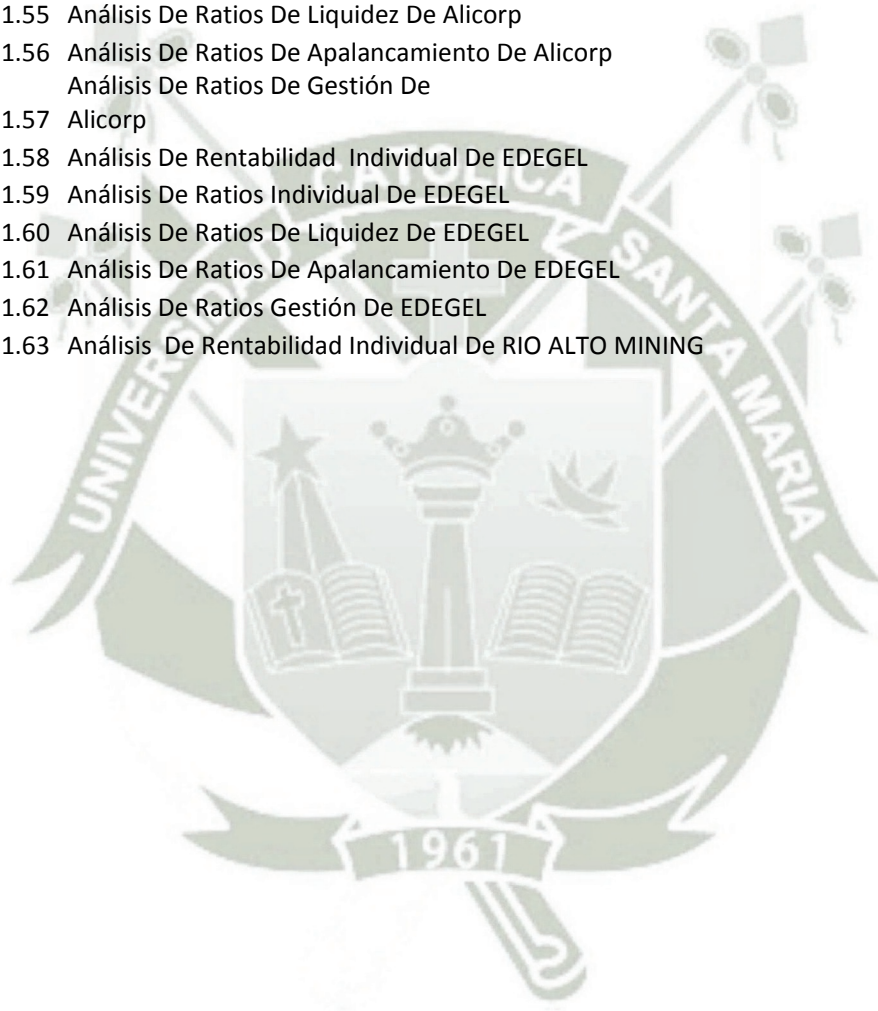 1.55 Análisis De Ratios De Liquidez De Alicorp
1.56 Análisis De Ratios De Apalancamiento De Alicorp
Análisis De Ratios De Gestión De
1.57 Alicorp
1.58 Análisis De Rentabilidad Individual De EDEGEL
1.59 Análisis De Ratios Individual De EDEGEL
1.60 Análisis De Ratios De Liquidez De EDEGEL
1.61 Análisis De Ratios De Apalancamiento De EDEGEL
1.62 Análisis De Ratios Gestión De EDEGEL
1.63 Análisis De Rentabilidad Individual De RIO ALTO MINING
UNIVERSIDAD CATOLICA SANTA MARIA
1961